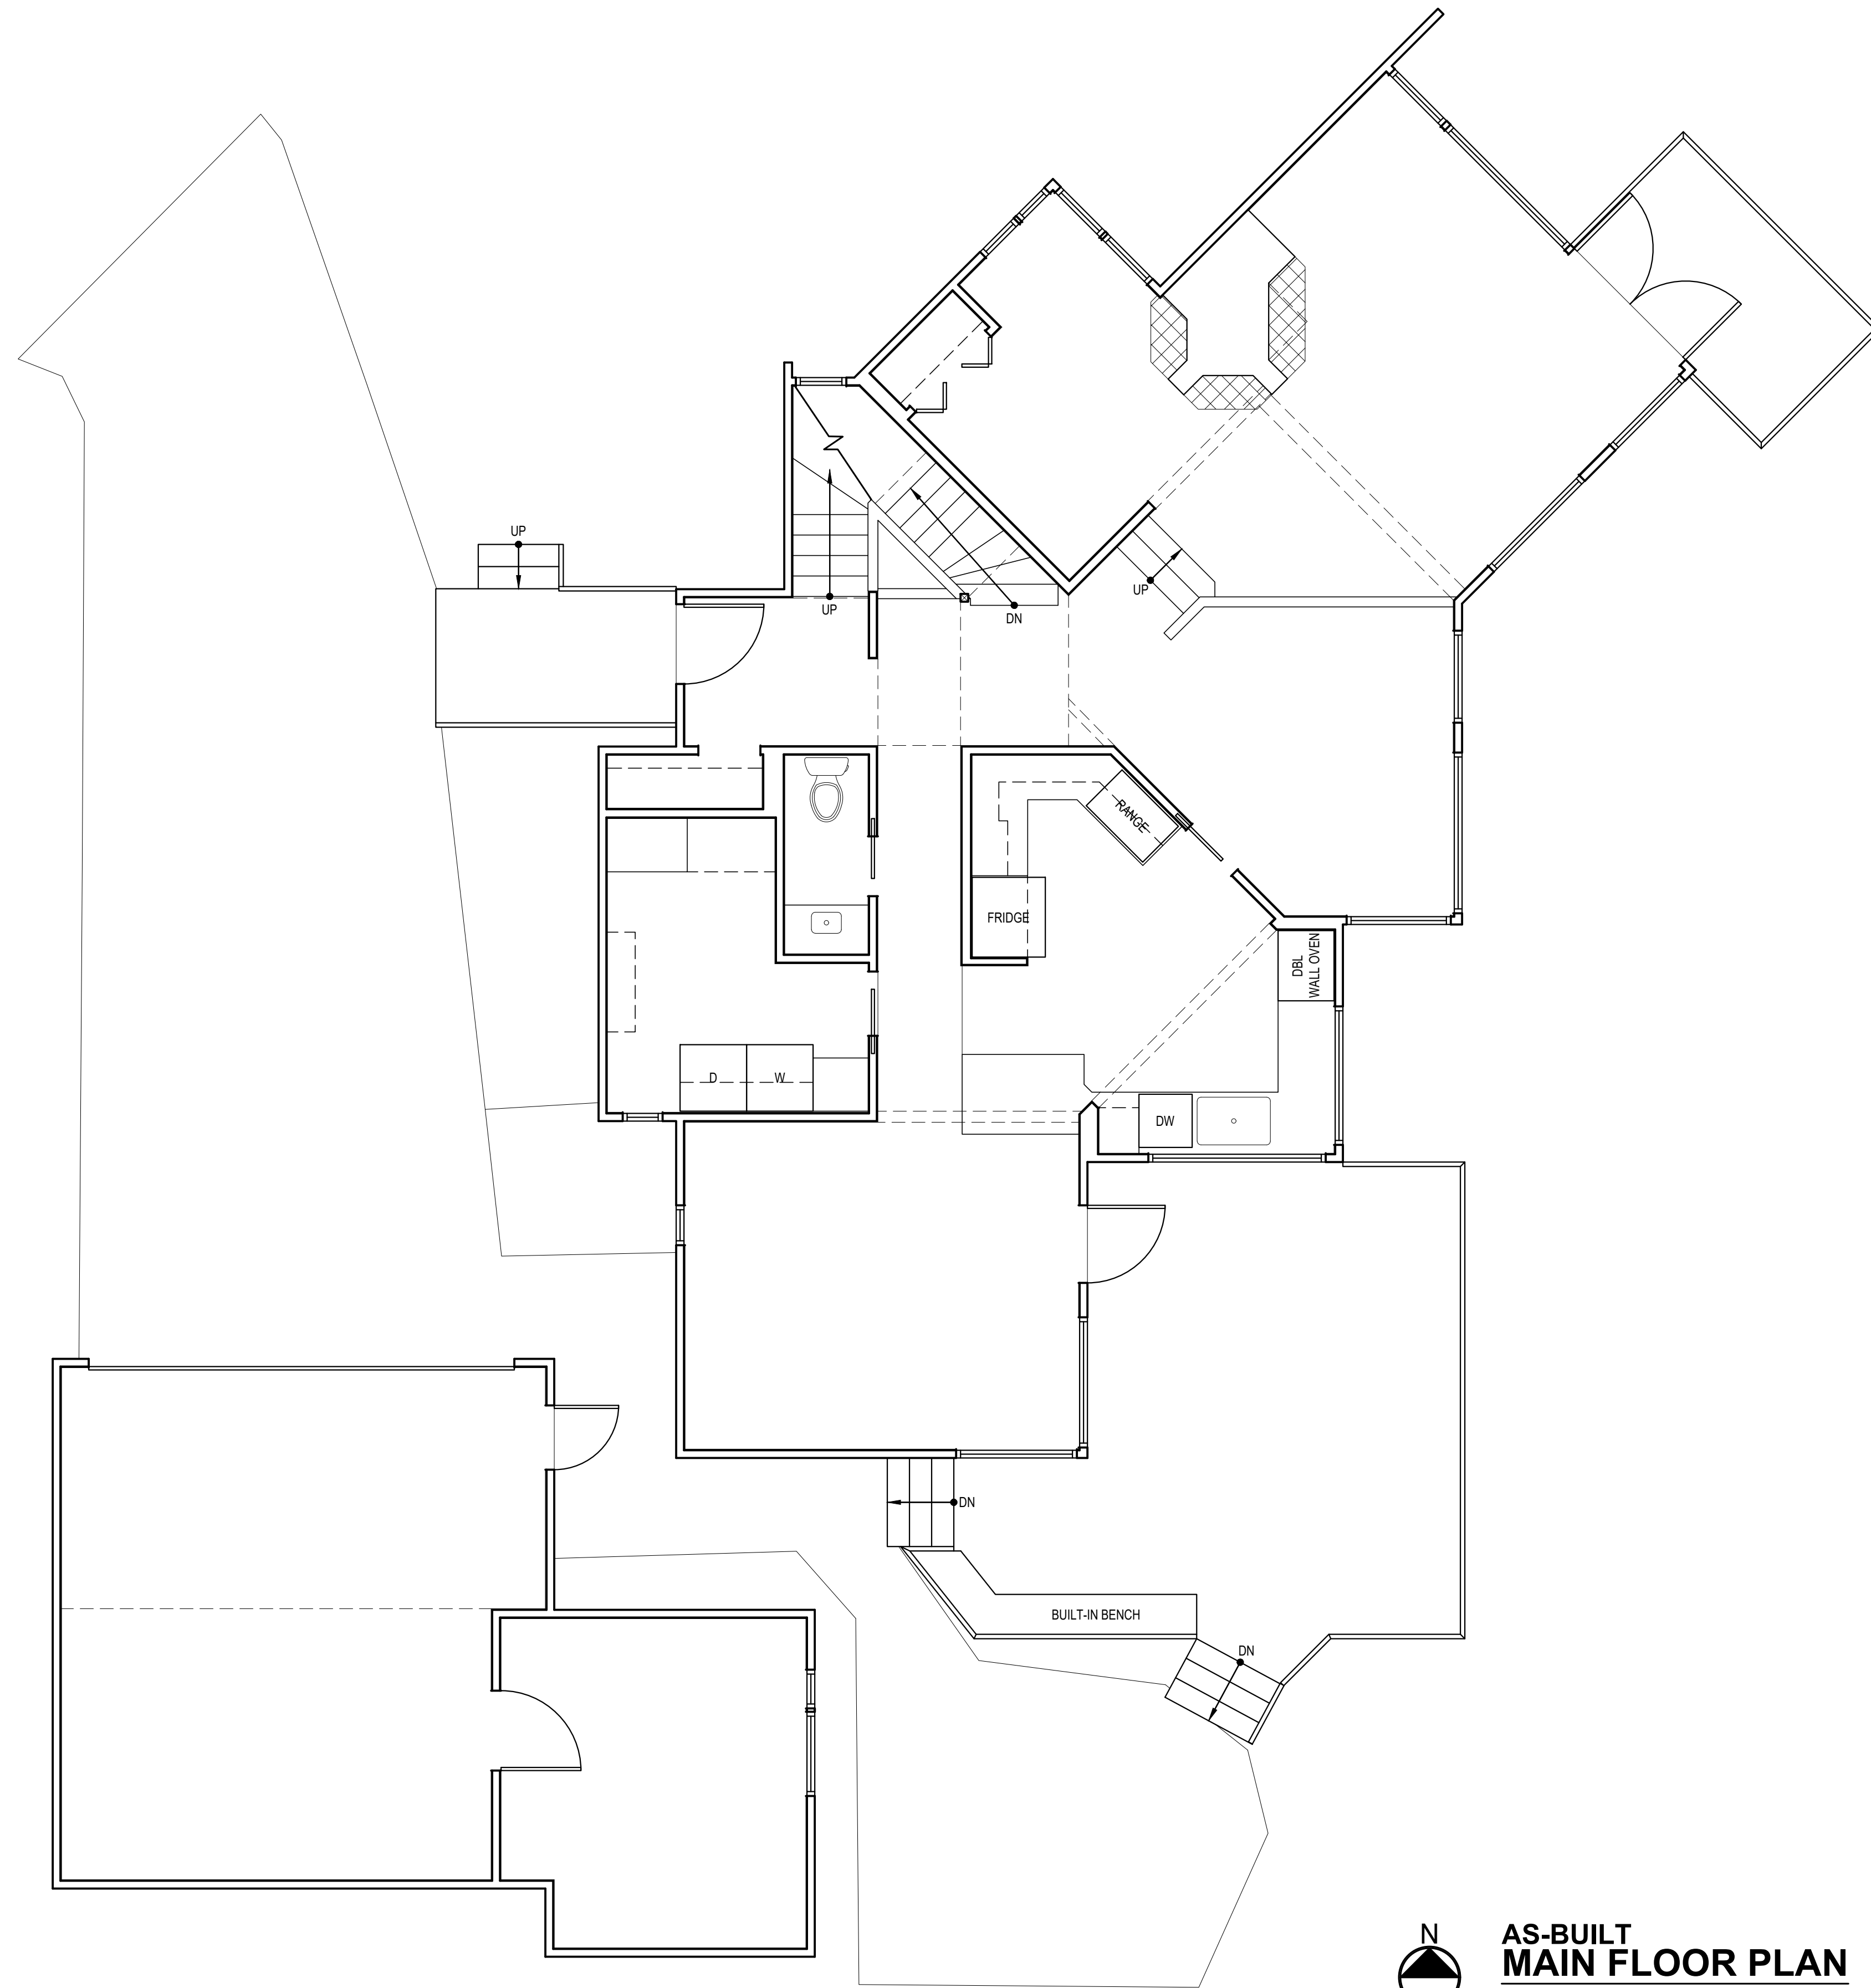 UP
UP
DN
UP
RANGE
FRIDGE
DBL
WALL OVEN
D
W
DW
DN
BUILT-IN BENCH
DN
N
AS-BUILT
MAIN FLOOR PLAN